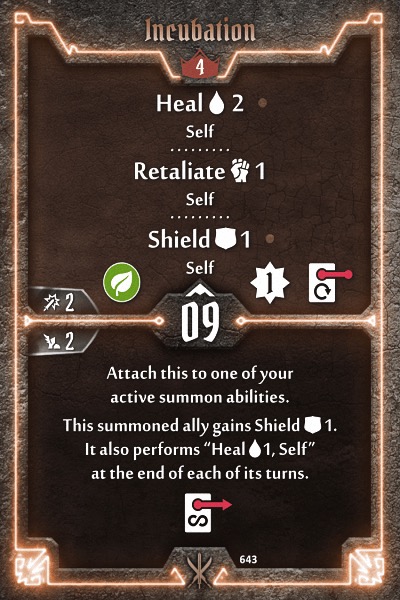 Incubation
4
Heal 2
Self
Retaliate 1
Self
Shield 1
Self
1
2
09
2
Attach this to one of your
active summon abilities.
This summoned ally gains Shield 1.
It also performs “Heal 1, Self”
at the end of each of its turns.
643